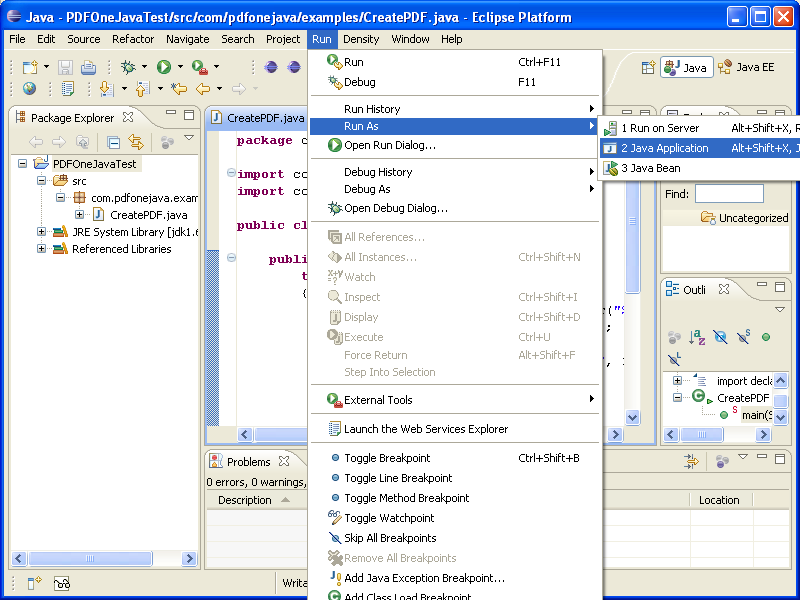 Java - PDFOneJavaTest/src/com/pdfonejava/examples/CreatePDF.java - Eclipse Platform
File Edit Source Refactor Navigate Search Project Run Density Window Help
Java Java EE
Package Explorer
PDFOneJavaTest
src
com.pdfonejava.exam
CreatePDF.java
JRE System Library [jdk1.6
Referenced Libraries
CreatePDF.java
package c
import co
import co
public cl
publi
t
{
("S
;
, i
Run Ctrl+F11
Debug F11
Run History
Run As
Open Run Dialog...
Debug History
Debug As
Open Debug Dialog...
All References...
All Instances... Ctrl+Shift+N
Watch
Inspect Ctrl+Shift+I
Display Ctrl+Shift+D
Execute Ctrl+U
Force Return Alt+Shift+F
Step Into Selection
External Tools
Launch the Web Services Explorer
Toggle Breakpoint Ctrl+Shift+B
Toggle Line Breakpoint
Toggle Method Breakpoint
Toggle Watchpoint
Skip All Breakpoints
Remove All Breakpoints
Add Java Exception Breakpoint...
Add Class Load Breakpoint
1 Run on Server Alt+Shift+X, R
2 Java Application Alt+Shift+X, J
3 Java Bean
Find:
Uncategorized
Outli
import decla
CreatePDF
main(S
Problems
0 errors, 0 warnings,
Description
Location
Writa